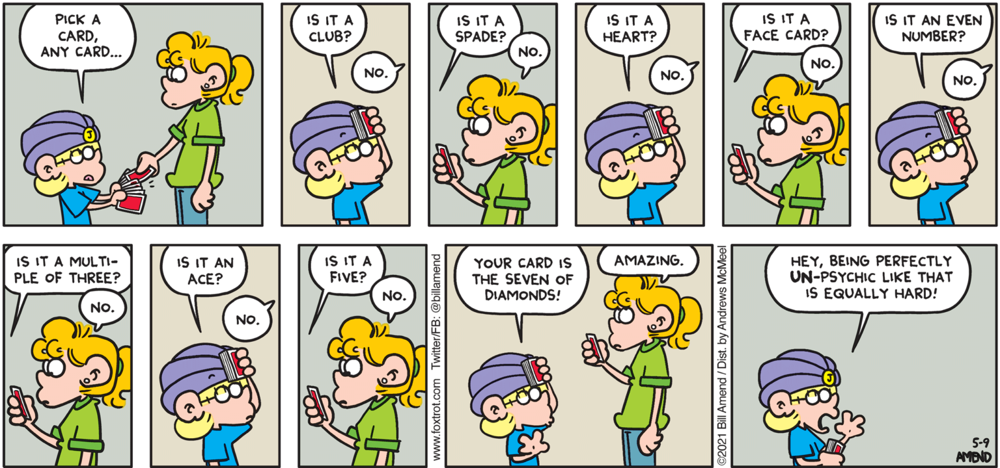 PICK A
CARD,
ANY CARD...
J
IS IT A
CLUB?
NO.
IS IT A
SPADE?
NO.
IS IT A
HEART?
NO.
IS IT A
FACE CARD?
NO.
IS IT AN EVEN
NUMBER?
NO.
IS IT A MULTI-
PLE OF THREE?
NO.
IS IT AN
ACE?
NO.
IS IT A
FIVE?
NO.
www.foxtrot.com Twitter/FB: @billamend
YOUR CARD IS
THE SEVEN OF
DIAMONDS!
AMAZING.
©2021 Bill Amend / Dist. by Andrews McMeel
HEY, BEING PERFECTLY
UN-PSYCHIC LIKE THAT
IS EQUALLY HARD!
J
5-9
AMEND